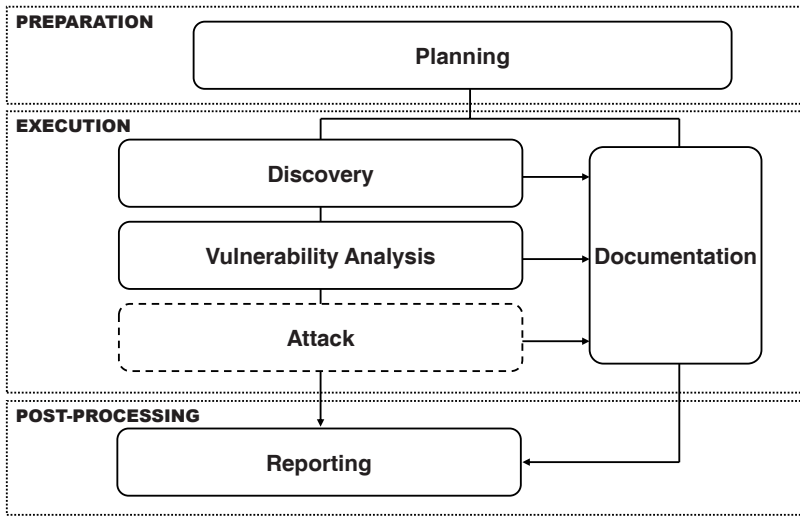 PREPARATION
Planning
EXECUTION
Discovery
Vulnerability Analysis
Documentation
Attack
POST-PROCESSING
Reporting